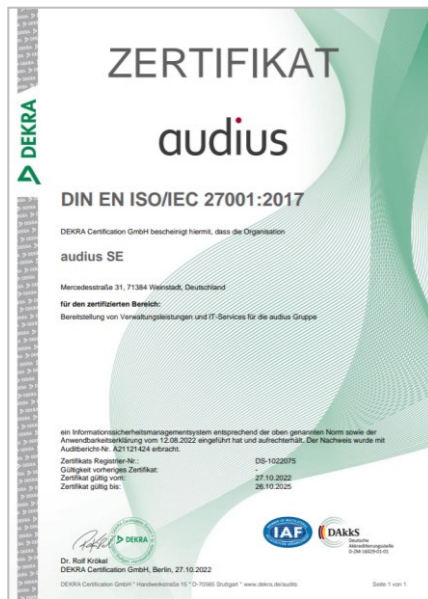 ZERTIFIKAT
audius
DEKRA
DIN EN ISO/IEC 27001:2017
DEKRA Certification GmbH bescheinigt hiermit, dass die Organisation
audius SE
Mercedesstraße 31, 71384 Weinstadt, Deutschland
für den zertifizierten Bereich:
Bereitstellung von Verwaltungsleistungen und IT-Services für die audius Gruppe
ein Informationssicherheitsmanagementsystem entsprechend der oben genannten Norm sowie der
Anwendbarkeitserklärung vom 12.08.2022 eingeführt hat und aufrechterhält. Der Nachweis wurde mit
Auditbericht-Nr. A21121424 erbracht.
Zertifikats Registrier-Nr.: DS-1022075
Gültigkeit vorheriges Zertifikat: -
Zertifikat gültig vom: 27.10.2022
Zertifikat gültig bis: 26.10.2025
DEKRA
IAF
DAkkS
Deutsche
Akkreditierungsstelle
D-ZM-16029-01-01
Dr. Rolf Krökel
DEKRA Certification GmbH, Berlin, 27.10.2022
DEKRA Certification GmbH * Handwerkstraße 15 * D-70565 Stuttgart * www.dekra.de/audits Seite 1 von 1